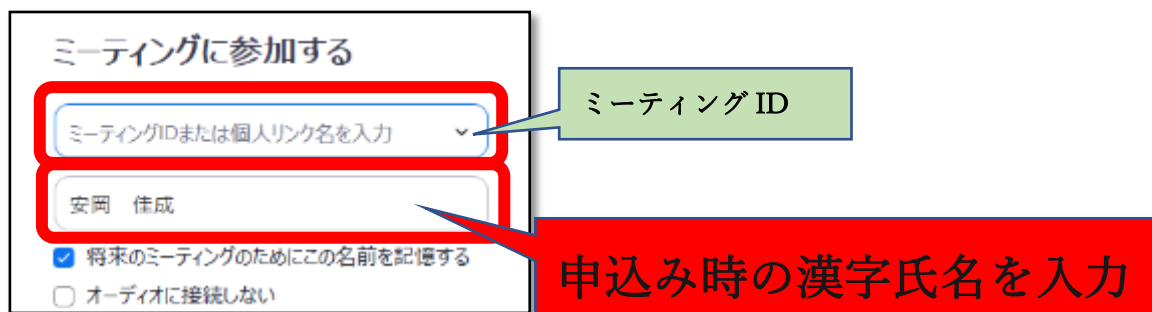 ミーティングに参加する
ミーティングIDまたは個人リンク名を入力
ミーティング ID
安岡　佳成
将来のミーティングのためにこの名前を記憶する
オーディオに接続しない
申込み時の漢字氏名を入力